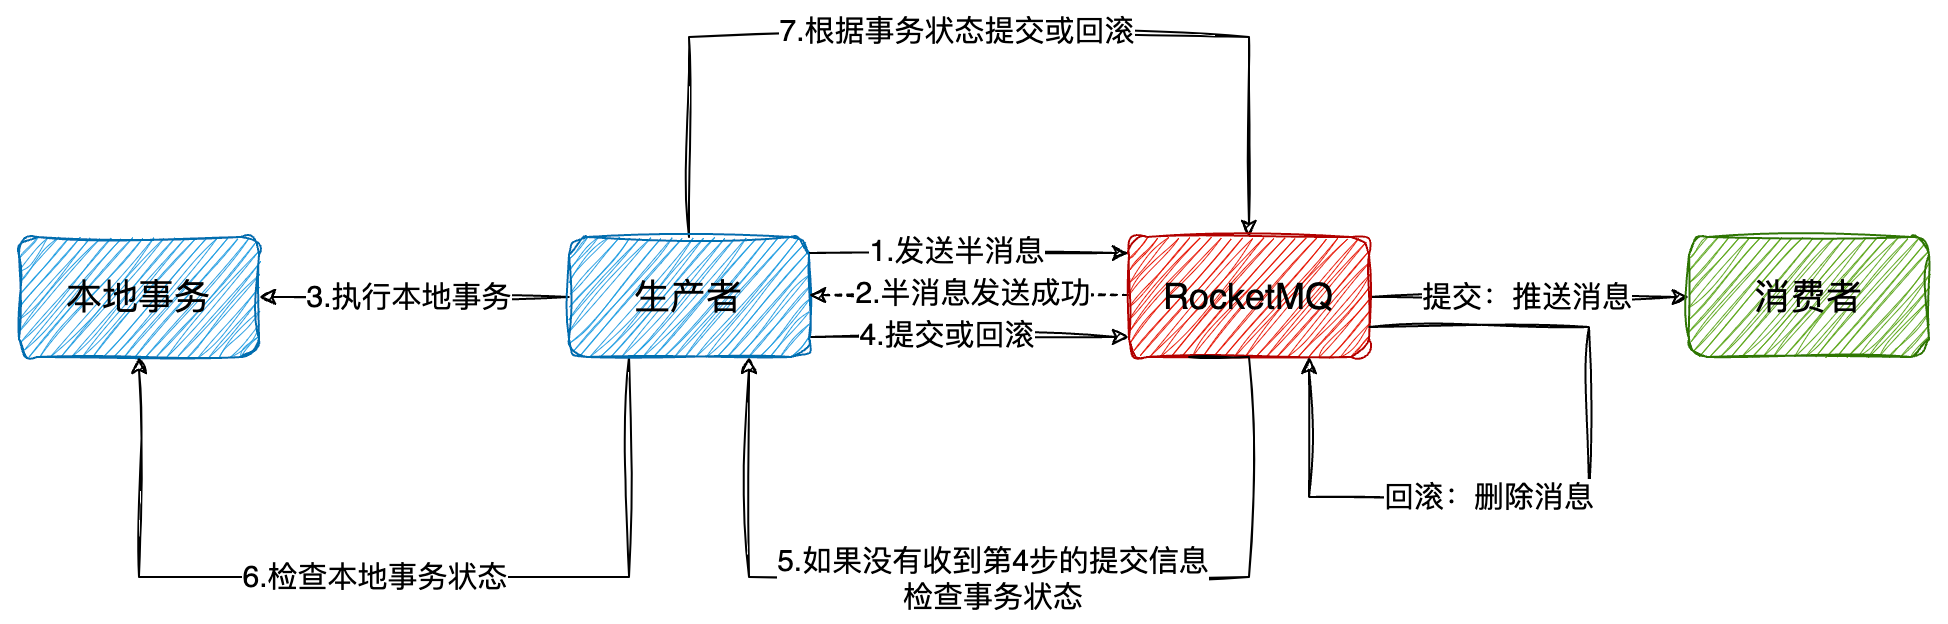 7.根据事务状态提交或回滚
1.发送半消息
本地事务
3.执行本地事务
生产者
2.半消息发送成功
RocketMQ
提交：推送消息
消费者
4.提交或回滚
回滚：删除消息
6.检查本地事务状态
5.如果没有收到第4步的提交信息
检查事务状态